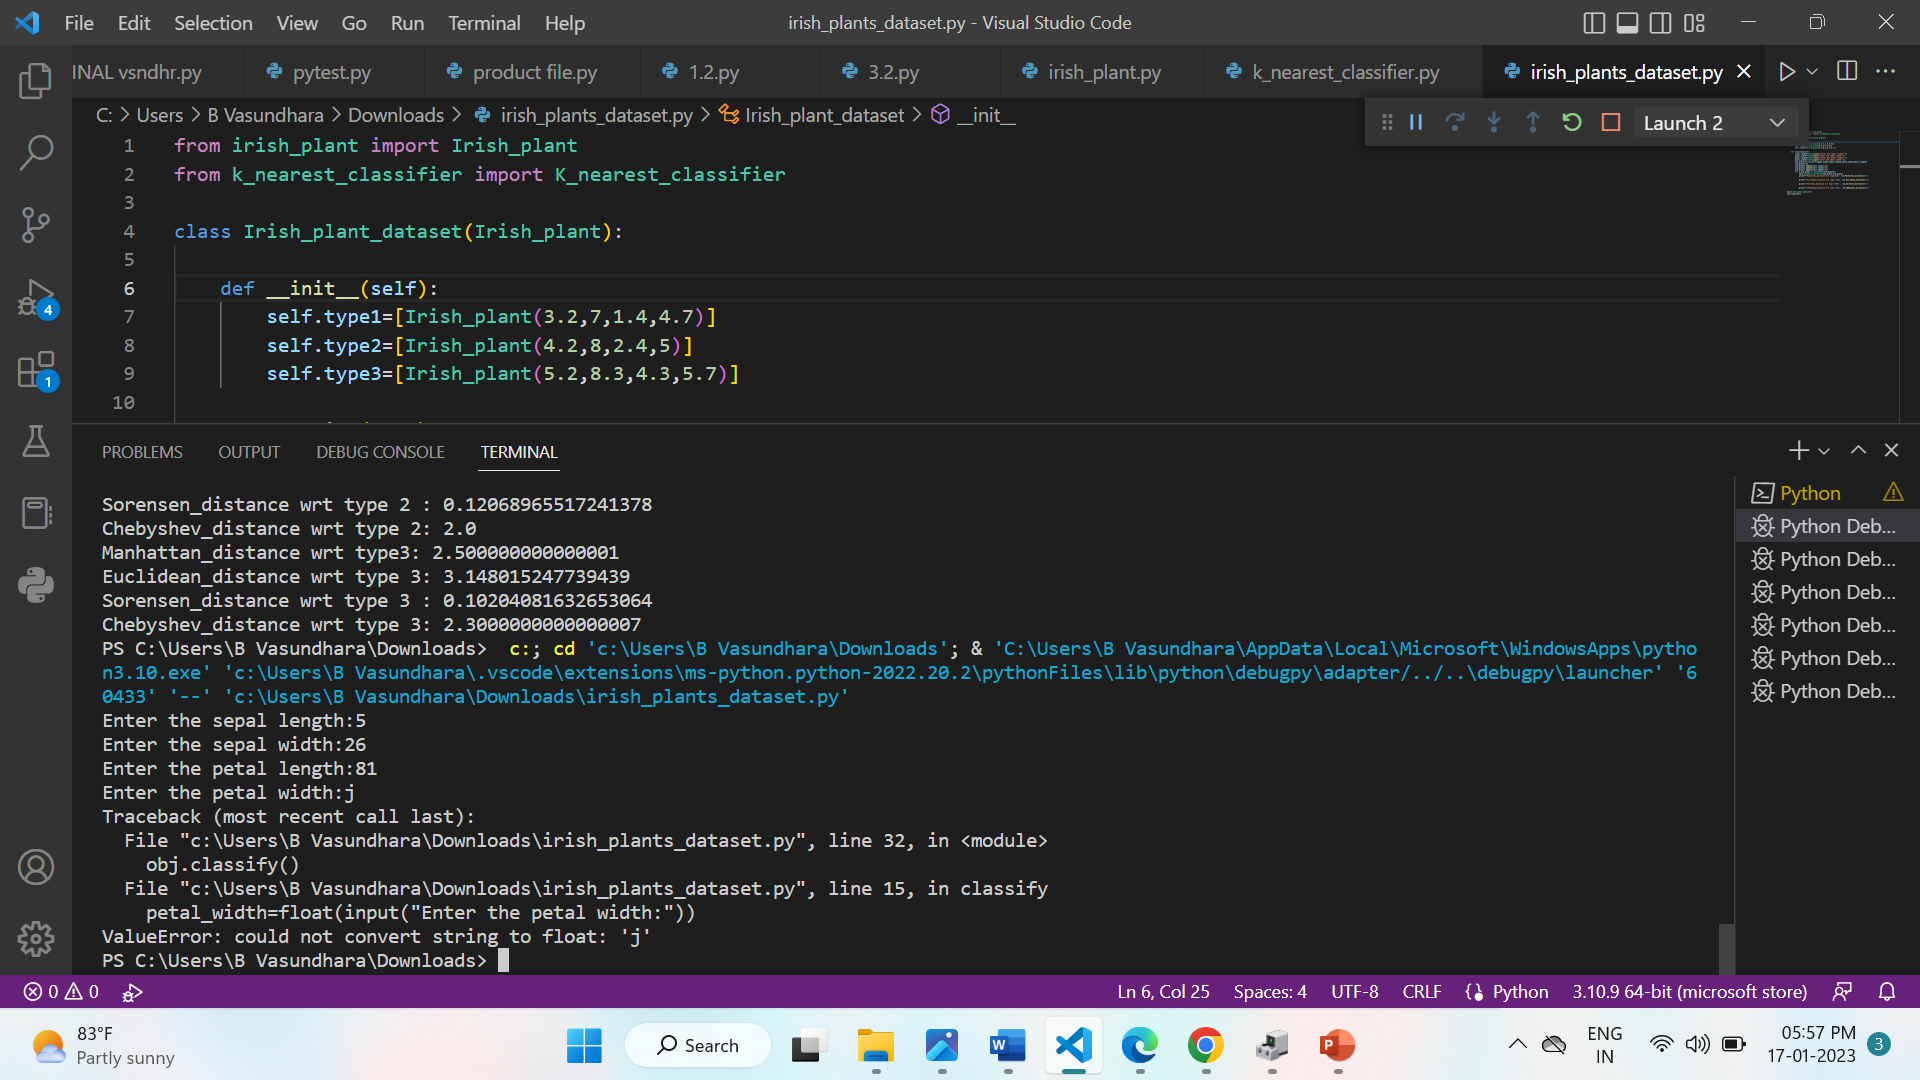 File Edit Selection View Go Run Terminal Help
irish_plants_dataset.py - Visual Studio Code
INAL vsndhr.py pytest.py product file.py 1.2.py 3.2.py irish_plant.py k_nearest_classifier.py irish_plants_dataset.py
C: > Users > B Vasundhara > Downloads > irish_plants_dataset.py > Irish_plant_dataset > __init__
Launch 2
1 from irish_plant import Irish_plant
2 from k_nearest_classifier import K_nearest_classifier
3
4 class Irish_plant_dataset(Irish_plant):
5
6 def __init__(self):
7 self.type1=[Irish_plant(3.2,7,1.4,4.7)]
8 self.type2=[Irish_plant(4.2,8,2.4,5)]
9 self.type3=[Irish_plant(5.2,8.3,4.3,5.7)]
10
4
1
PROBLEMS OUTPUT DEBUG CONSOLE TERMINAL
Sorensen_distance wrt type 2 : 0.12068965517241378
Chebyshev_distance wrt type 2: 2.0
Manhattan_distance wrt type3: 2.500000000000001
Euclidean_distance wrt type 3: 3.148015247739439
Sorensen_distance wrt type 3 : 0.10204081632653064
Chebyshev_distance wrt type 3: 2.3000000000000007
PS C:\Users\B Vasundhara\Downloads>  c:; cd 'c:\Users\B Vasundhara\Downloads'; & 'C:\Users\B Vasundhara\AppData\Local\Microsoft\WindowsApps\pytho
n3.10.exe' 'c:\Users\B Vasundhara\.vscode\extensions\ms-python.python-2022.20.2\pythonFiles\lib\python\debugpy\adapter/../..\debugpy\launcher' '6
0433' '--' 'c:\Users\B Vasundhara\Downloads\irish_plants_dataset.py'
Enter the sepal length:5
Enter the sepal width:26
Enter the petal length:81
Enter the petal width:j
Traceback (most recent call last):
File "c:\Users\B Vasundhara\Downloads\irish_plants_dataset.py", line 32, in <module>
obj.classify()
File "c:\Users\B Vasundhara\Downloads\irish_plants_dataset.py", line 15, in classify
petal_width=float(input("Enter the petal width:"))
ValueError: could not convert string to float: 'j'
PS C:\Users\B Vasundhara\Downloads>
Python
Python Deb...
Python Deb...
Python Deb...
Python Deb...
Python Deb...
Python Deb...
0 0 Ln 6, Col 25 Spaces: 4 UTF-8 CRLF Python 3.10.9 64-bit (microsoft store)
83°F
Partly sunny
Search
ENG
IN
05:57 PM
17-01-2023
3